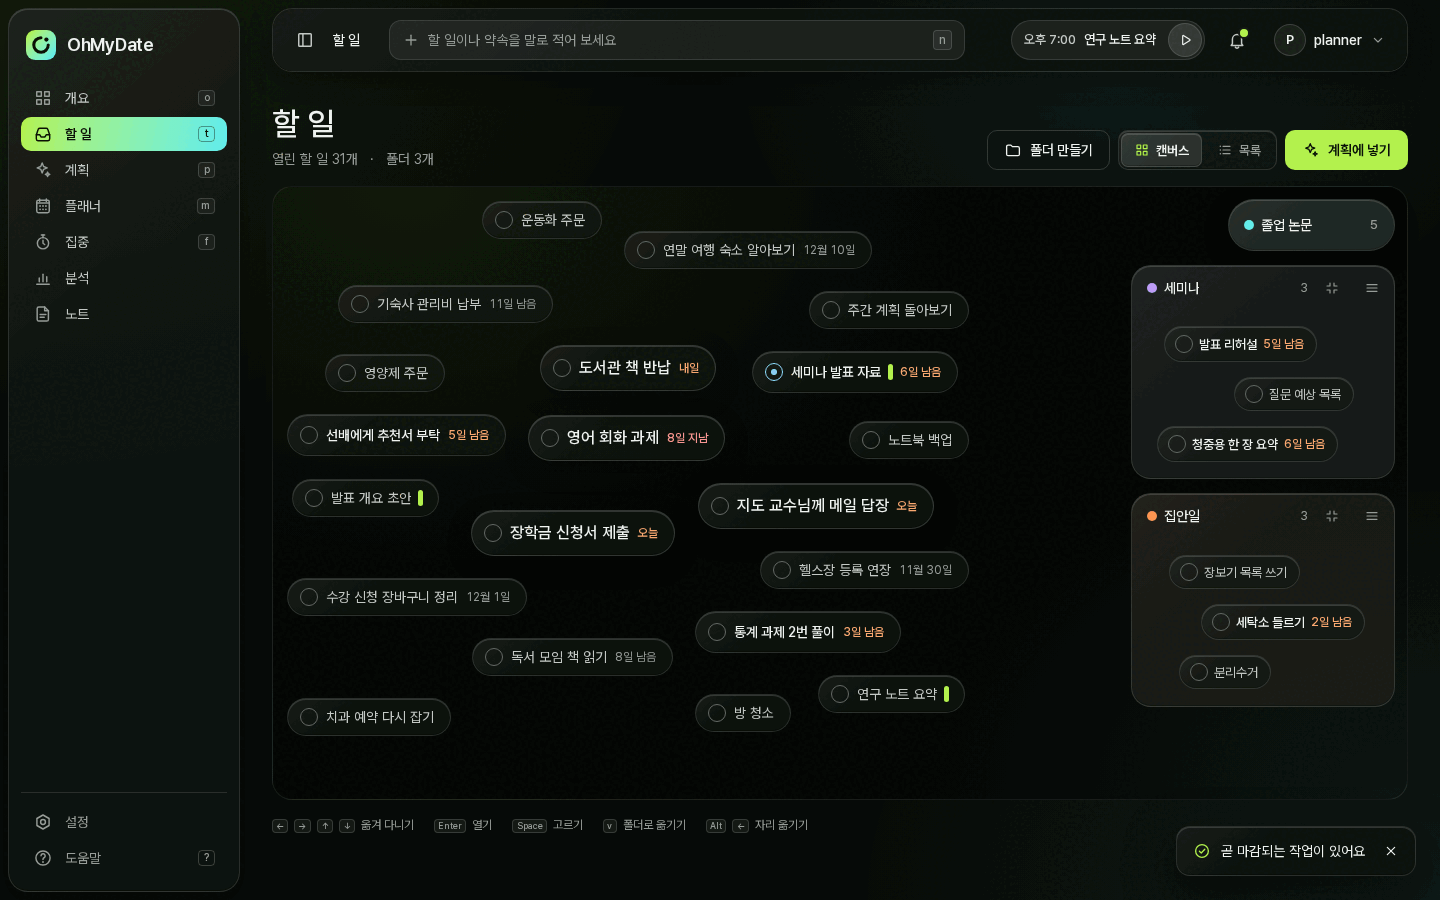 OhMyDate
개요 o
할 일 t
계획 p
플래너 m
집중 f
분석
노트
설정
도움말 ?
할 일
할 일이나 약속을 말로 적어 보세요 n
오후 7:00 연구 노트 요약
P planner
할 일
열린 할 일 31개 · 폴더 3개
폴더 만들기
캔버스
목록
계획에 넣기
운동화 주문
연말 여행 숙소 알아보기 12월 10일
기숙사 관리비 납부 11일 남음
주간 계획 돌아보기
영양제 주문
도서관 책 반납 내일
세미나 발표 자료 6일 남음
선배에게 추천서 부탁 5일 남음
영어 회화 과제 8일 지남
노트북 백업
발표 개요 초안
지도 교수님께 메일 답장 오늘
장학금 신청서 제출 오늘
헬스장 등록 연장 11월 30일
수강 신청 장바구니 정리 12월 1일
통계 과제 2번 풀이 3일 남음
독서 모임 책 읽기 8일 남음
연구 노트 요약
치과 예약 다시 잡기
방 청소
졸업 논문 5
세미나 3
발표 리허설 5일 남음
질문 예상 목록
청중용 한 장 요약 6일 남음
집안일 3
장보기 목록 쓰기
세탁소 들르기 2일 남음
분리수거
← → ↑ ↓ 옮겨 다니기 Enter 열기 Space 고르기 v 폴더로 옮기기 Alt ← 자리 옮기기
곧 마감되는 작업이 있어요